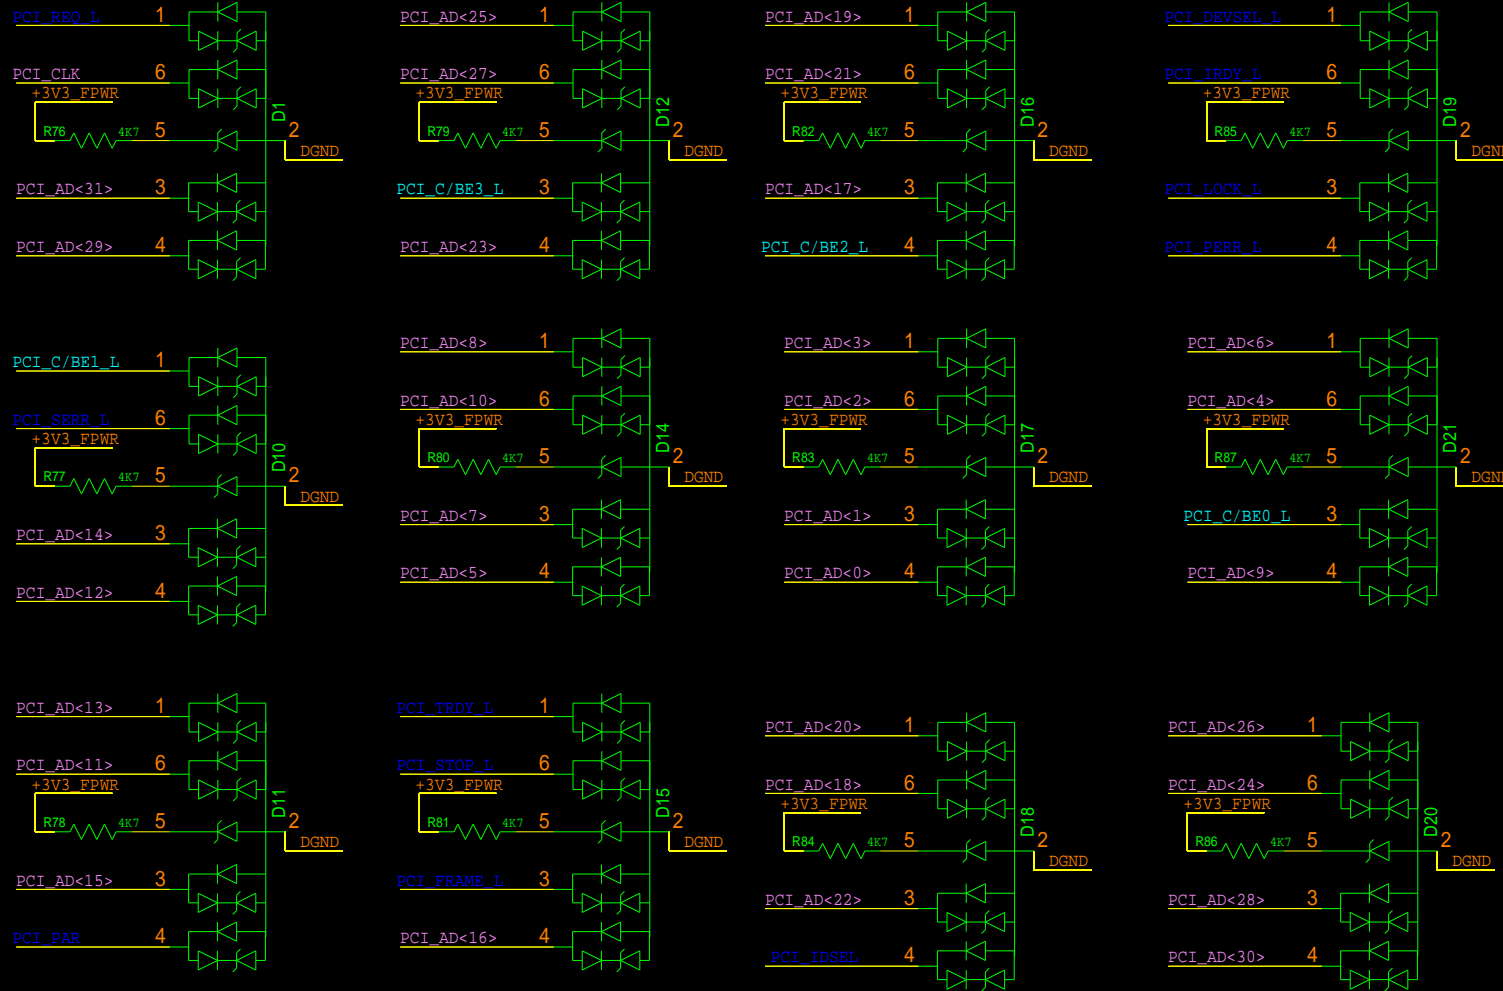 PCI_REQ_L 1
PCI_CLK 6
+3V3_FPWR
R76 4K7 5
D1
2
DGND
PCI_AD<31> 3
PCI_AD<29> 4
PCI_AD<25> 1
PCI_AD<27> 6
+3V3_FPWR
R79 4K7 5
D12
2
DGND
PCI_C/BE3_L 3
PCI_AD<23> 4
PCI_AD<19> 1
PCI_AD<21> 6
+3V3_FPWR
R82 4K7 5
D16
2
DGND
PCI_AD<17> 3
PCI_C/BE2_L 4
PCI_DEVSEL_L 1
PCI_IRDY_L 6
+3V3_FPWR
R85 4K7 5
D19
2
DGND
PCI_LOCK_L 3
PCI_PERR_L 4
PCI_C/BE1_L 1
PCI_SERR_L 6
+3V3_FPWR
R77 4K7 5
D10
2
DGND
PCI_AD<14> 3
PCI_AD<12> 4
PCI_AD<8> 1
PCI_AD<10> 6
+3V3_FPWR
R80 4K7 5
D14
2
DGND
PCI_AD<7> 3
PCI_AD<5> 4
PCI_AD<3> 1
PCI_AD<2> 6
+3V3_FPWR
R83 4K7 5
D17
2
DGND
PCI_AD<1> 3
PCI_AD<0> 4
PCI_AD<6> 1
PCI_AD<4> 6
+3V3_FPWR
R87 4K7 5
D21
2
DGND
PCI_C/BE0_L 3
PCI_AD<9> 4
PCI_AD<13> 1
PCI_AD<11> 6
+3V3_FPWR
R78 4K7 5
D11
2
DGND
PCI_AD<15> 3
PCI_PAR 4
PCI_TRDY_L 1
PCI_STOP_L 6
+3V3_FPWR
R81 4K7 5
D15
2
DGND
PCI_FRAME_L 3
PCI_AD<16> 4
PCI_AD<20> 1
PCI_AD<18> 6
+3V3_FPWR
R84 4K7 5
D18
2
DGND
PCI_AD<22> 3
PCI_IDSEL 4
PCI_AD<26> 1
PCI_AD<24> 6
+3V3_FPWR
R86 4K7 5
D20
2
DGND
PCI_AD<28> 3
PCI_AD<30> 4